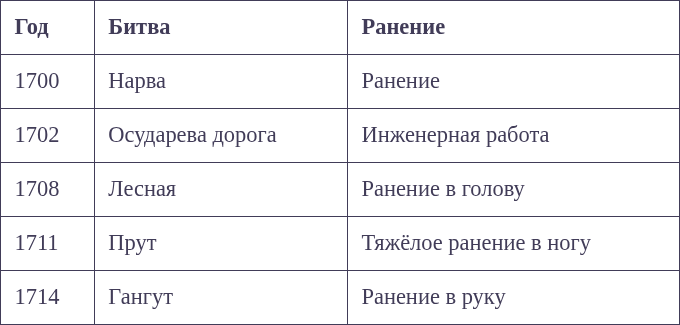 Год Битва Ранение
1700 Нарва Ранение
1702 Осударева дорога Инженерная работа
1708 Лесная Ранение в голову
1711 Прут Тяжёлое ранение в ногу
1714 Гангут Ранение в руку